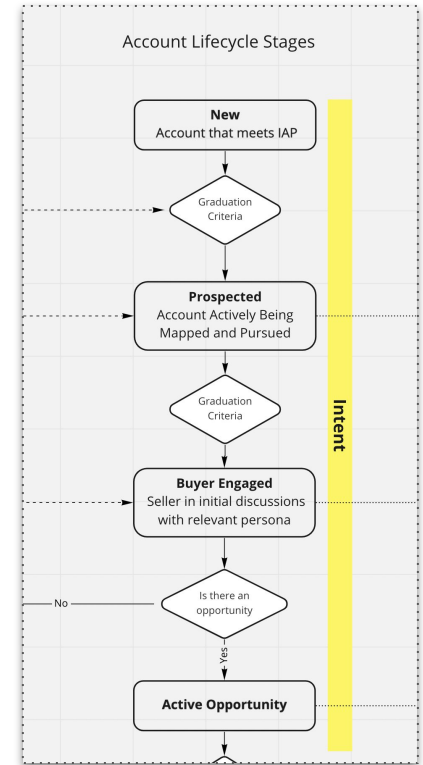 Account Lifecycle Stages
New
Account that meets IAP
Graduation
Criteria
Prospected
Account Actively Being
Mapped and Pursued
Graduation
Criteria
Intent
Buyer Engaged
Seller in initial discussions
with relevant persona
Is there an
opportunity
No
Yes
Active Opportunity